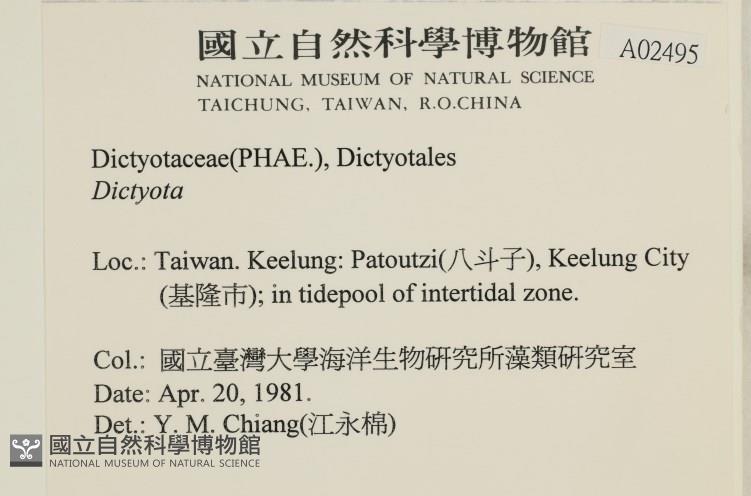 國立自然科學博物館 A02495
NATIONAL MUSEUM OF NATURAL SCIENCE
TAICHUNG, TAIWAN, R.O.CHINA
Dictyotaceae(PHAE.), Dictyotales
Dictyota
Loc.: Taiwan. Keelung: Patoutzi(八斗子), Keelung City
(基隆市); in tidepool of intertidal zone.
Col.: 國立臺灣大學海洋生物研究所藻類研究室
Date: Apr. 20, 1981.
Det.: Y. M. Chiang(江永棉)
國立自然科學博物館
NATIONAL MUSEUM OF NATURAL SCIENCE